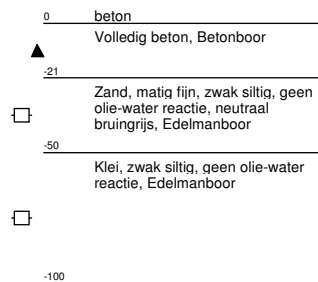 0 beton
Volledig beton, Betonboor
-21
Zand, matig fijn, zwak siltig, geen
olie-water reactie, neutraal
bruingrijs, Edelmanboor
-50
Klei, zwak siltig, geen olie-water
reactie, Edelmanboor
-100